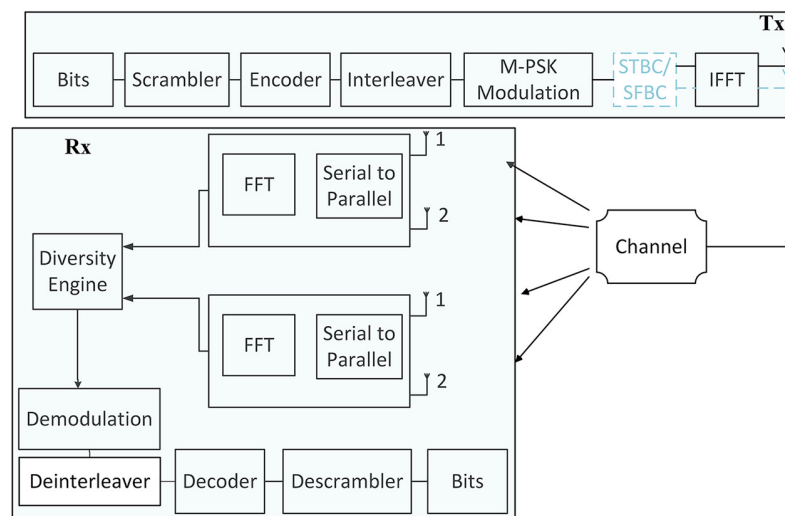 Tx
Bits
Scrambler
Encoder
Interleaver
M-PSK
Modulation
STBC/
SFBC
IFFT
Rx
FFT
Serial to
Parallel
1
2
Diversity
Engine
Channel
FFT
Serial to
Parallel
1
2
Demodulation
Deinterleaver
Decoder
Descrambler
Bits